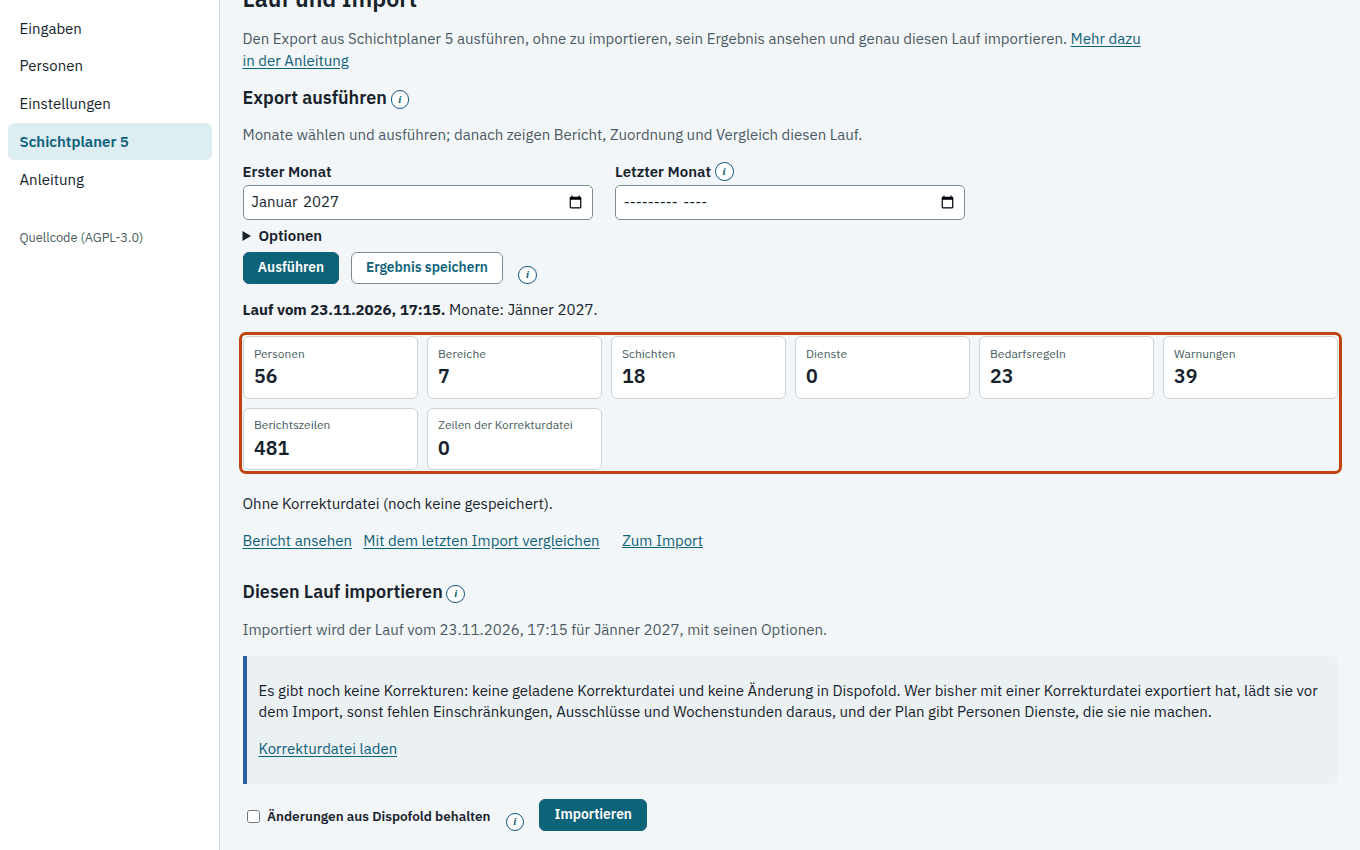 Lauf und Import
Eingaben
Personen
Einstellungen
Schichtplaner 5
Anleitung
Quellcode (AGPL-3.0)
Den Export aus Schichtplaner 5 ausführen, ohne zu importieren, sein Ergebnis ansehen und genau diesen Lauf importieren. Mehr dazu
in der Anleitung
Export ausführen i
Monate wählen und ausführen; danach zeigen Bericht, Zuordnung und Vergleich diesen Lauf.
Erster Monat
Letzter Monat i
Januar 2027
--------- ----
Optionen
Ausführen
Ergebnis speichern
i
Lauf vom 23.11.2026, 17:15. Monate: Jänner 2027.
Personen
56
Bereiche
7
Schichten
18
Dienste
0
Bedarfsregeln
23
Warnungen
39
Berichtszeilen
481
Zeilen der Korrekturdatei
0
Ohne Korrekturdatei (noch keine gespeichert).
Bericht ansehen Mit dem letzten Import vergleichen Zum Import
Diesen Lauf importieren i
Importiert wird der Lauf vom 23.11.2026, 17:15 für Jänner 2027, mit seinen Optionen.
Es gibt noch keine Korrekturen: keine geladene Korrekturdatei und keine Änderung in Dispofold. Wer bisher mit einer Korrekturdatei exportiert hat, lädt sie vor
dem Import, sonst fehlen Einschränkungen, Ausschlüsse und Wochenstunden daraus, und der Plan gibt Personen Dienste, die sie nie machen.
Korrekturdatei laden
Änderungen aus Dispofold behalten i
Importieren